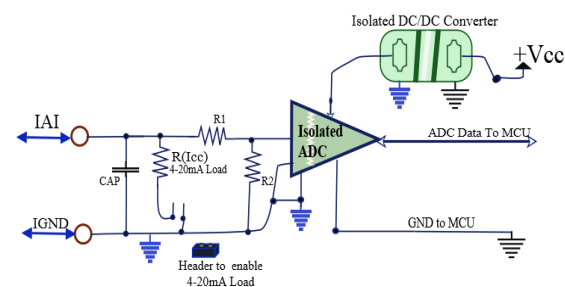 Isolated DC/DC Converter
+Vcc
IAI
R1
Isolated
ADC
ADC Data To MCU
R(Icc)
4-20mA Load
CAP
R2
IGND
GND to MCU
Header to enable
4-20mA Load